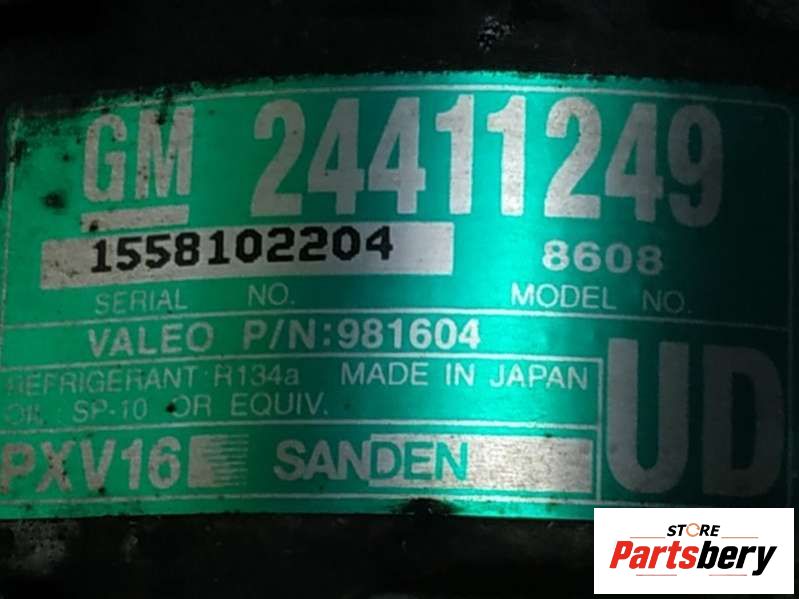 GM 24411249
1558102204 8608
SERIAL NO. MODEL NO.
VALEO P/N:981604
REFRIGERANT R134a MADE IN JAPAN
OIL SP-10 OR EQUIV.
PXV16 SANDEN
UD
STORE
Partsbery